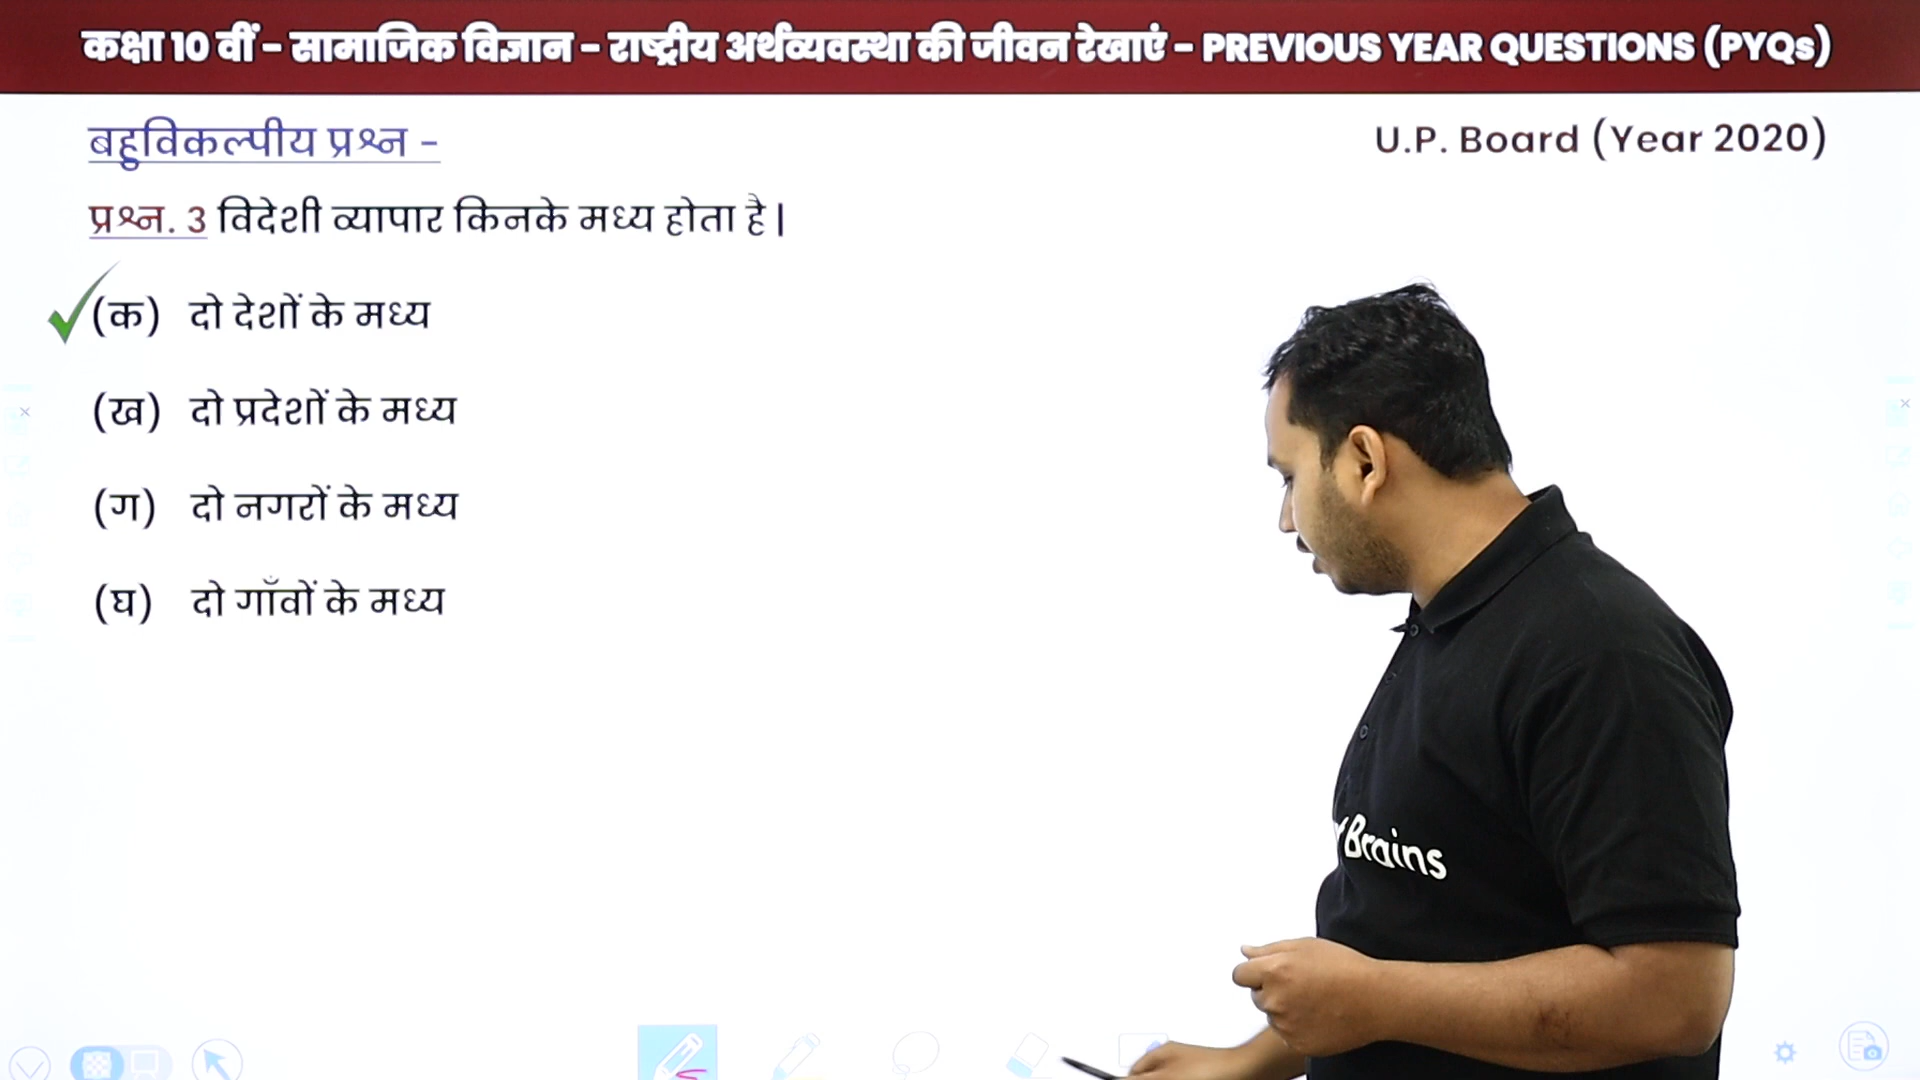 कक्षा 10 वीं - सामाजिक विज्ञान - राष्ट्रीय अर्थव्यवस्था की जीवन रेखाएं - PREVIOUS YEAR QUESTIONS (PYQs)
बहुविकल्पीय प्रश्न -
U.P. Board (Year 2020)
प्रश्न. 3 विदेशी व्यापार किनके मध्य होता है |
(क) दो देशों के मध्य
(ख) दो प्रदेशों के मध्य
(ग) दो नगरों के मध्य
(घ) दो गाँवों के मध्य
Brains